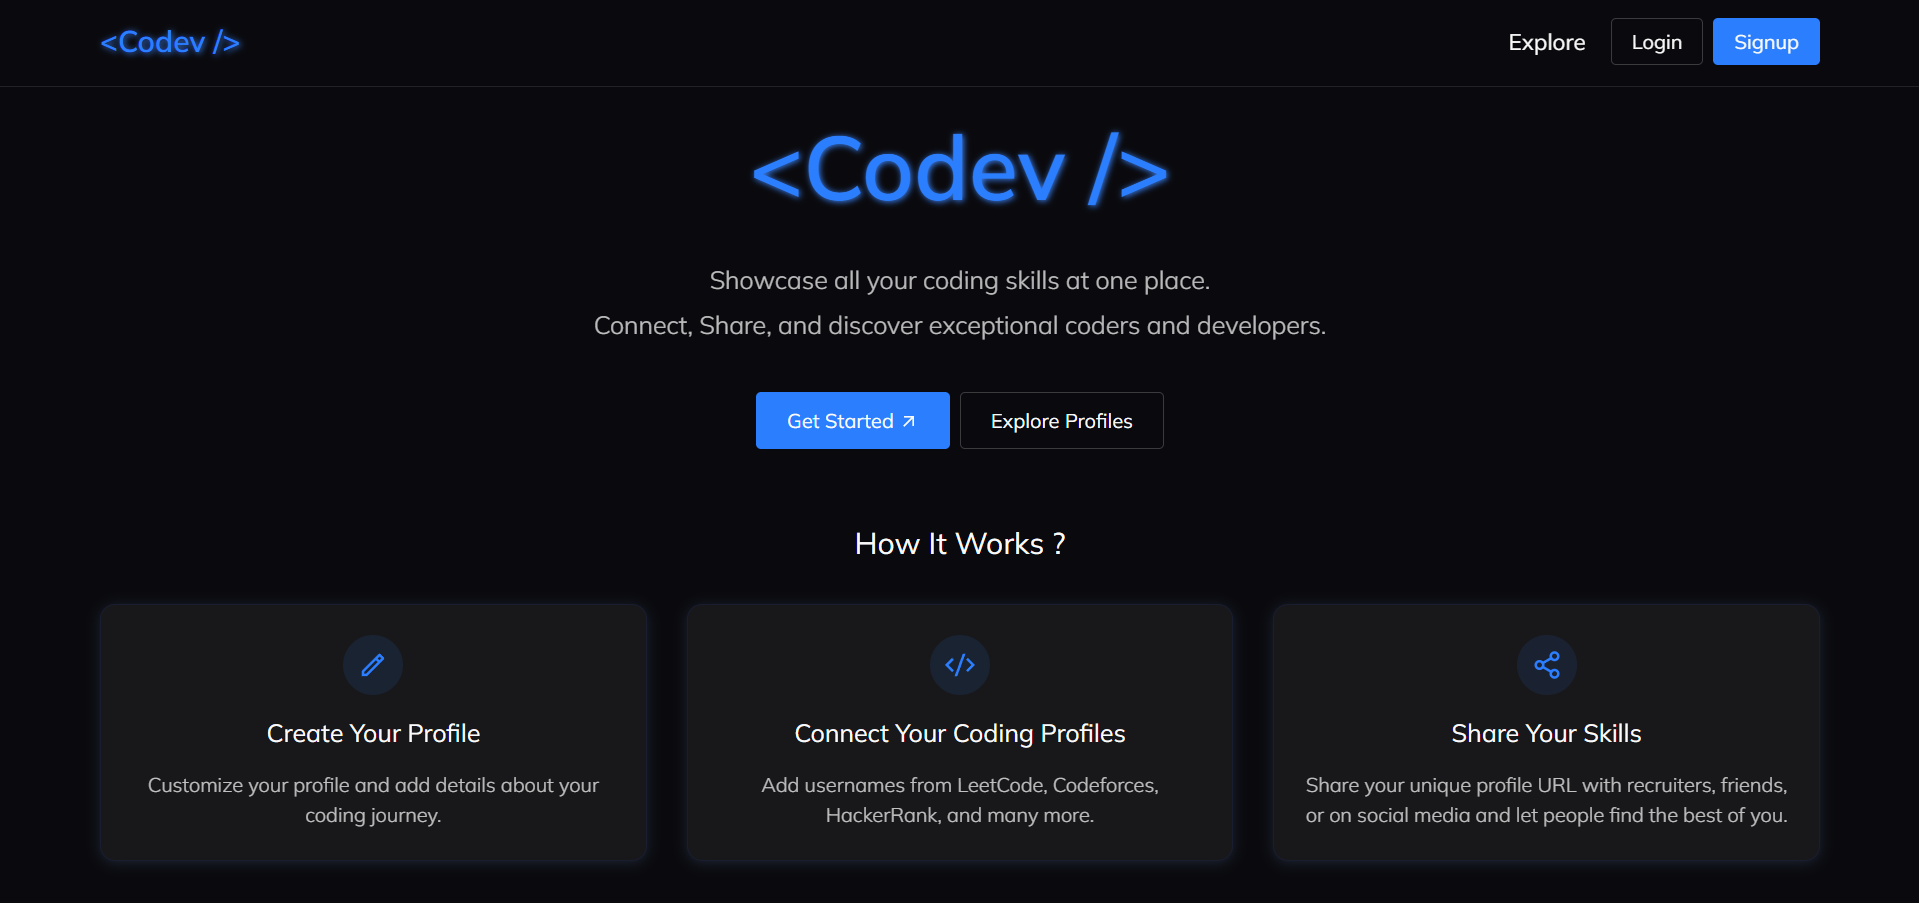 <Codev />
Explore
Login
Signup
<Codev />
Showcase all your coding skills at one place.
Connect, Share, and discover exceptional coders and developers.
Get Started
Explore Profiles
How It Works ?
Create Your Profile
Customize your profile and add details about your
coding journey.
Connect Your Coding Profiles
Add usernames from LeetCode, Codeforces,
HackerRank, and many more.
Share Your Skills
Share your unique profile URL with recruiters, friends,
or on social media and let people find the best of you.